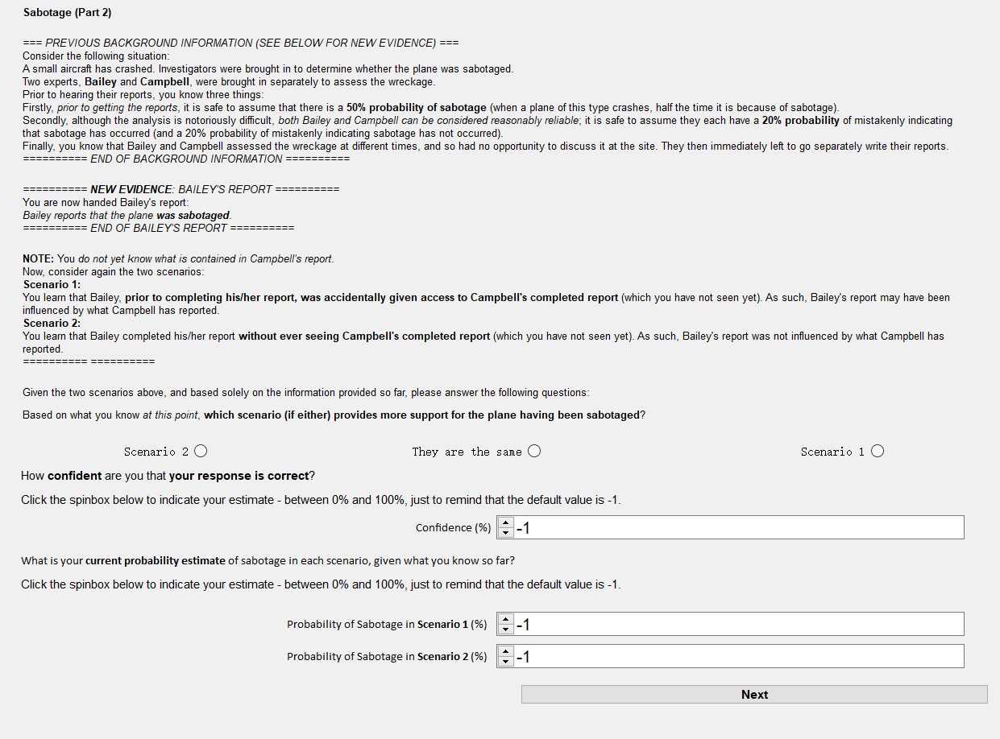 Sabotage (Part 2)
=== PREVIOUS BACKGROUND INFORMATION (SEE BELOW FOR NEW EVIDENCE) ===
Consider the following situation:
A small aircraft has crashed. Investigators were brought in to determine whether the plane was sabotaged.
Two experts, Bailey and Campbell, were brought in separately to assess the wreckage.
Prior to hearing their reports, you know three things:
Firstly, prior to getting the reports, it is safe to assume that there is a 50% probability of sabotage (when a plane of this type crashes, half the time it is because of sabotage).
Secondly, although the analysis is notoriously difficult, both Bailey and Campbell can be considered reasonably reliable; it is safe to assume they each have a 20% probability of mistakenly indicating
that sabotage has occurred (and a 20% probability of mistakenly indicating sabotage has not occurred).
Finally, you know that Bailey and Campbell assessed the wreckage at different times, and so had no opportunity to discuss it at the site. They then immediately left to go separately write their reports.
========== END OF BACKGROUND INFORMATION ==========
========== NEW EVIDENCE: BAILEY'S REPORT ==========
You are now handed Bailey's report:
Bailey reports that the plane was sabotaged.
========== END OF BAILEY'S REPORT ==========
NOTE: You do not yet know what is contained in Campbell's report.
Now, consider again the two scenarios:
Scenario 1:
You learn that Bailey, prior to completing his/her report, was accidentally given access to Campbell's completed report (which you have not seen yet). As such, Bailey's report may have been
influenced by what Campbell has reported.
Scenario 2:
You learn that Bailey completed his/her report without ever seeing Campbell's completed report (which you have not seen yet). As such, Bailey's report was not influenced by what Campbell has
reported.
========== ==========
Given the two scenarios above, and based solely on the information provided so far, please answer the following questions:
Based on what you know at this point, which scenario (if either) provides more support for the plane having been sabotaged?
Scenario 2 They are the same Scenario 1
How confident are you that your response is correct?
Click the spinbox below to indicate your estimate - between 0% and 100%, just to remind that the default value is -1.
Confidence (%) -1
What is your current probability estimate of sabotage in each scenario, given what you know so far?
Click the spinbox below to indicate your estimate - between 0% and 100%, just to remind that the default value is -1.
Probability of Sabotage in Scenario 1 (%) -1
Probability of Sabotage in Scenario 2 (%) -1
Next